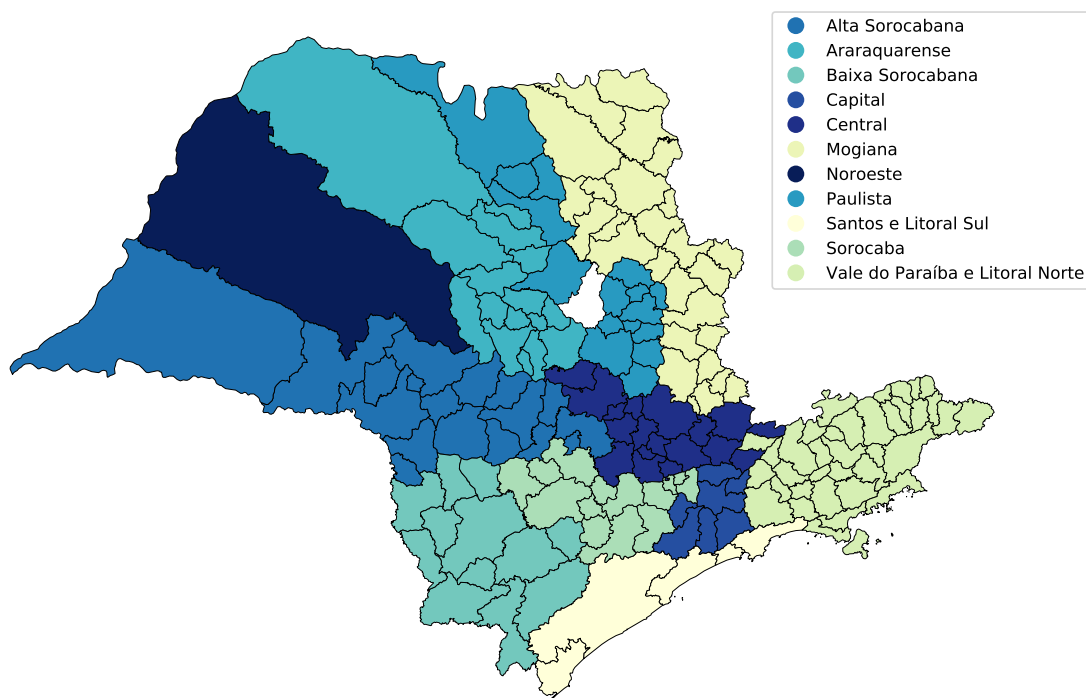 Alta Sorocabana
Araraquarense
Baixa Sorocabana
Capital
Central
Mogiana
Noroeste
Paulista
Santos e Litoral Sul
Sorocaba
Vale do Paraíba e Litoral Norte